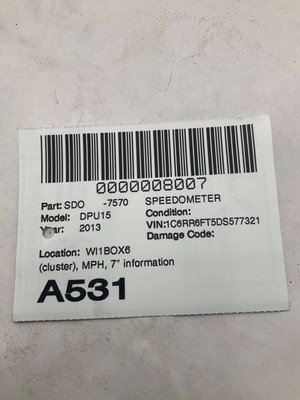 0000008007
Part: SDO -7570 SPEEDOMETER
Model: DPU15 Condition:
Year: 2013 VIN:1C6RR6FT5DS577321
Damage Code:
Location: WI1BOX6
(cluster), MPH, 7" information
A531